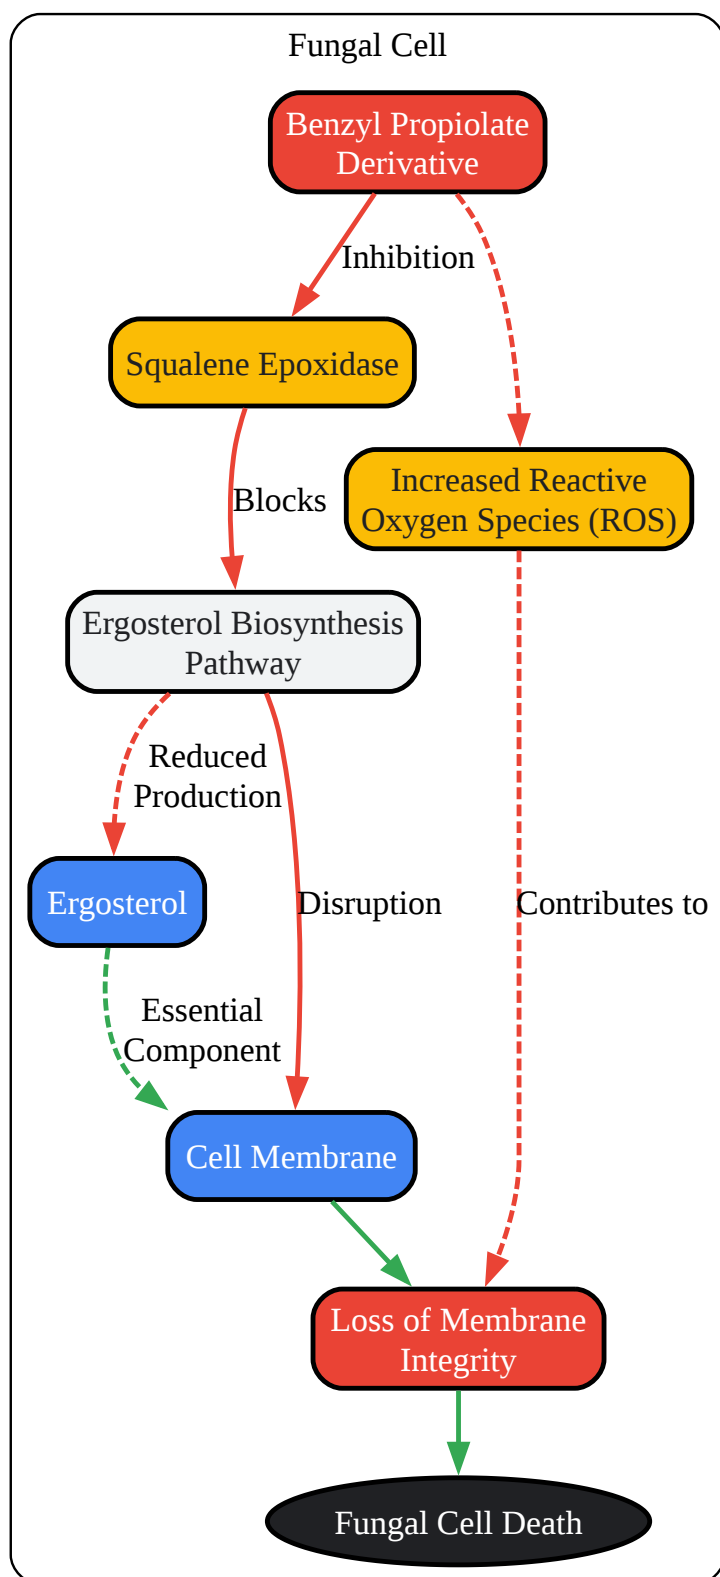 Fungal Cell
Benzyl Propiolate
Derivative
Inhibition
Squalene Epoxidase
Increased Reactive
Oxygen Species (ROS)
Blocks
Ergosterol Biosynthesis
Pathway
Reduced
Production
Ergosterol
Disruption
Contributes to
Essential
Component
Cell Membrane
Loss of Membrane
Integrity
Fungal Cell Death